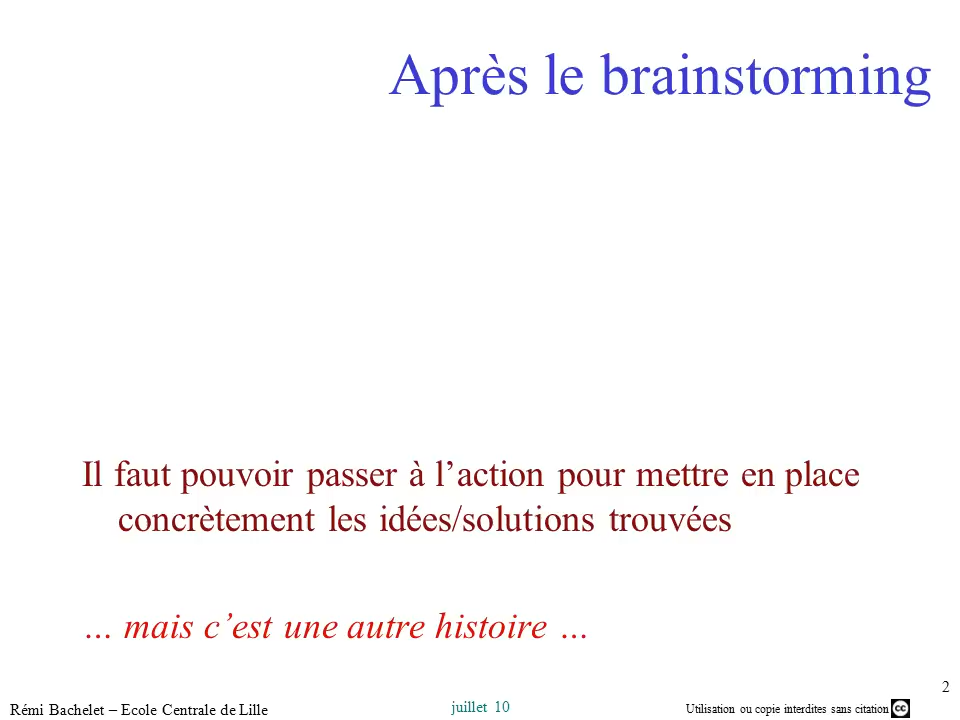 Après le brainstorming
Il faut pouvoir passer à l’action pour mettre en place
concrètement les idées/solutions trouvées
… mais c’est une autre histoire …
2
Rémi Bachelet – Ecole Centrale de Lille
juillet 10
Utilisation ou copie interdites sans citation
cc